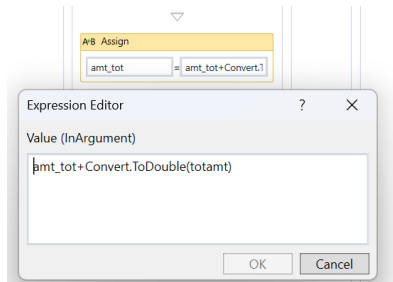 A+B Assign
amt_tot = amt_tot+Convert.T
Expression Editor ? X
Value (InArgument)
amt_tot+Convert.ToDouble(totamt)
OK Cancel